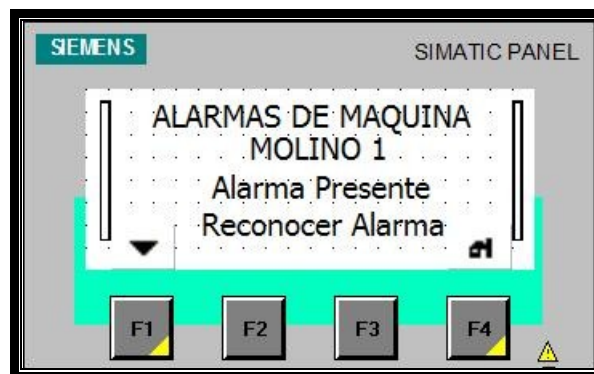 SIEMENS
SIMATIC PANEL
ALARMAS DE MAQUINA
MOLINO 1
Alarma Presente
Reconocer Alarma
F1 F2 F3 F4